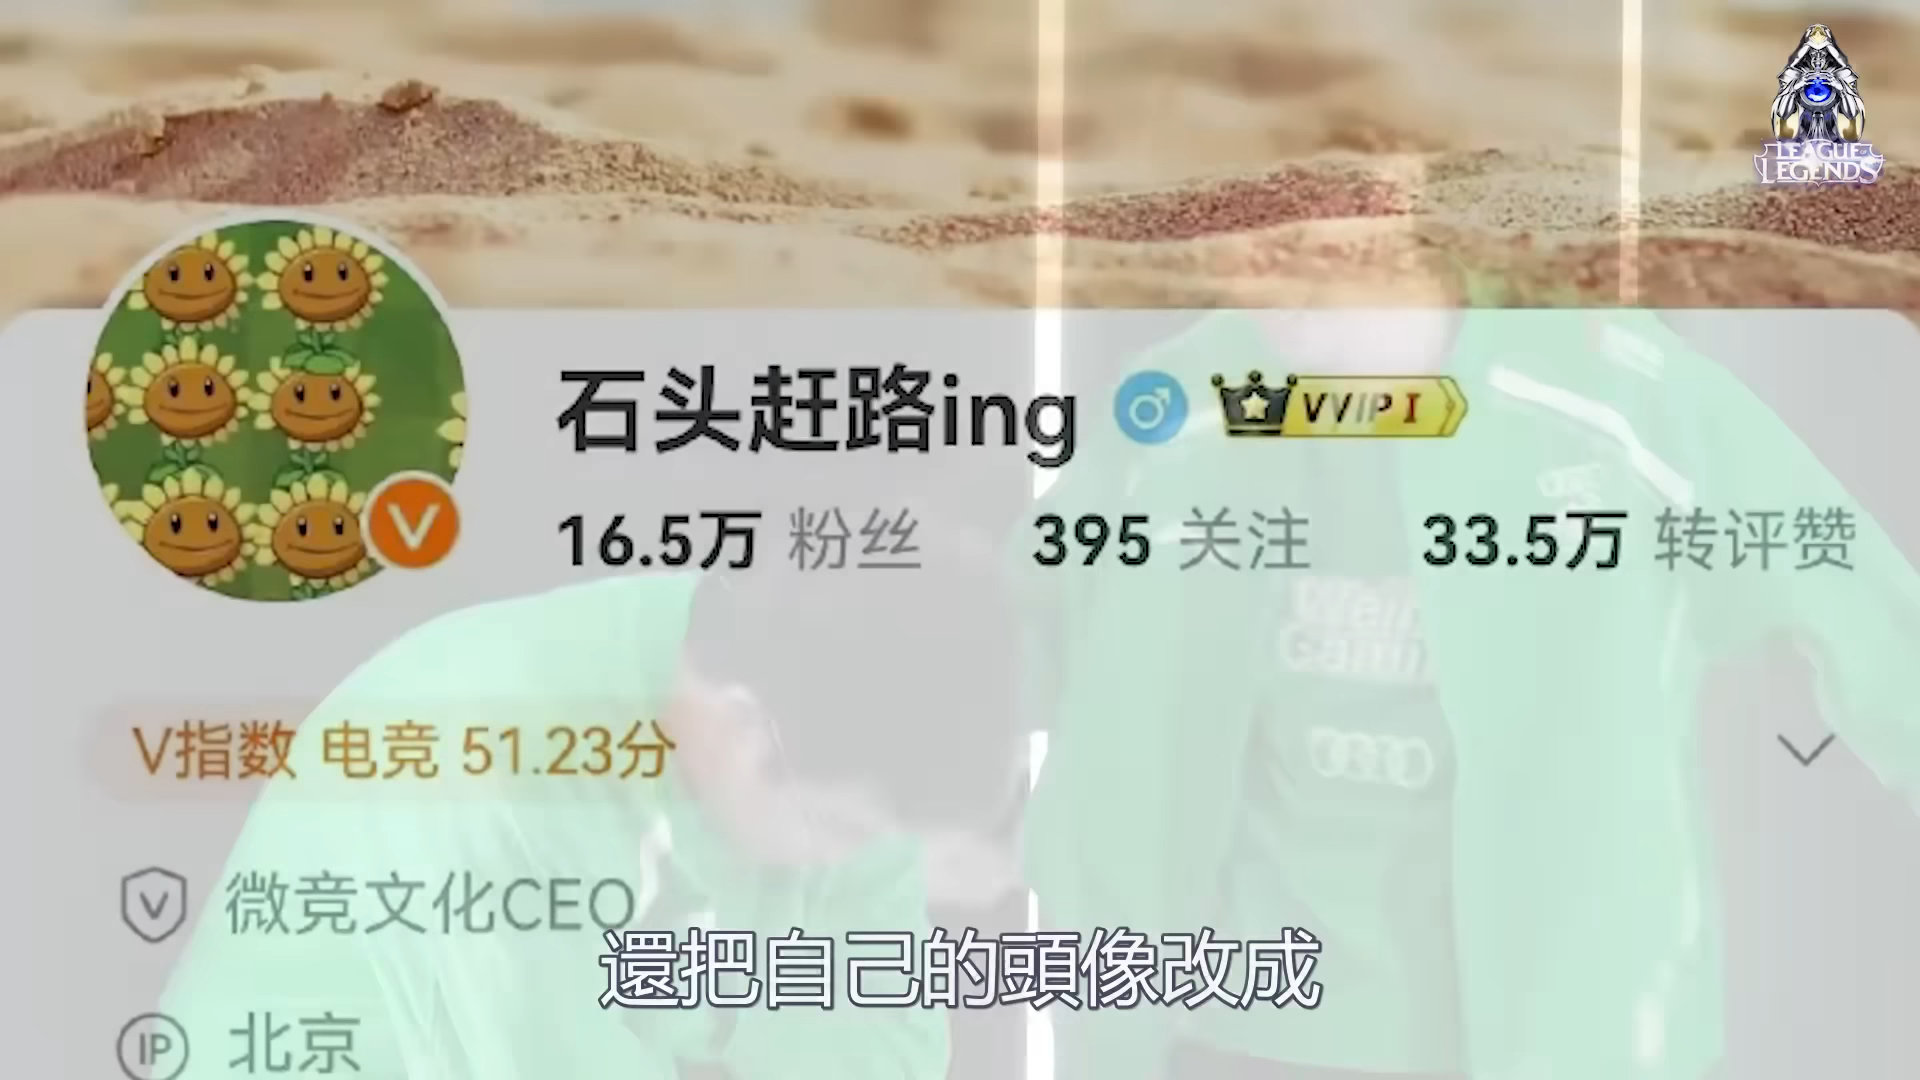 LEAGUE
LEGENDS
石头赶路ing VVIP I
16.5万 粉丝 395 关注 33.5万 转评赞
V指数 电竞 51.23分
微竞文化CEO
還把自己的頭像改成
IP 北京